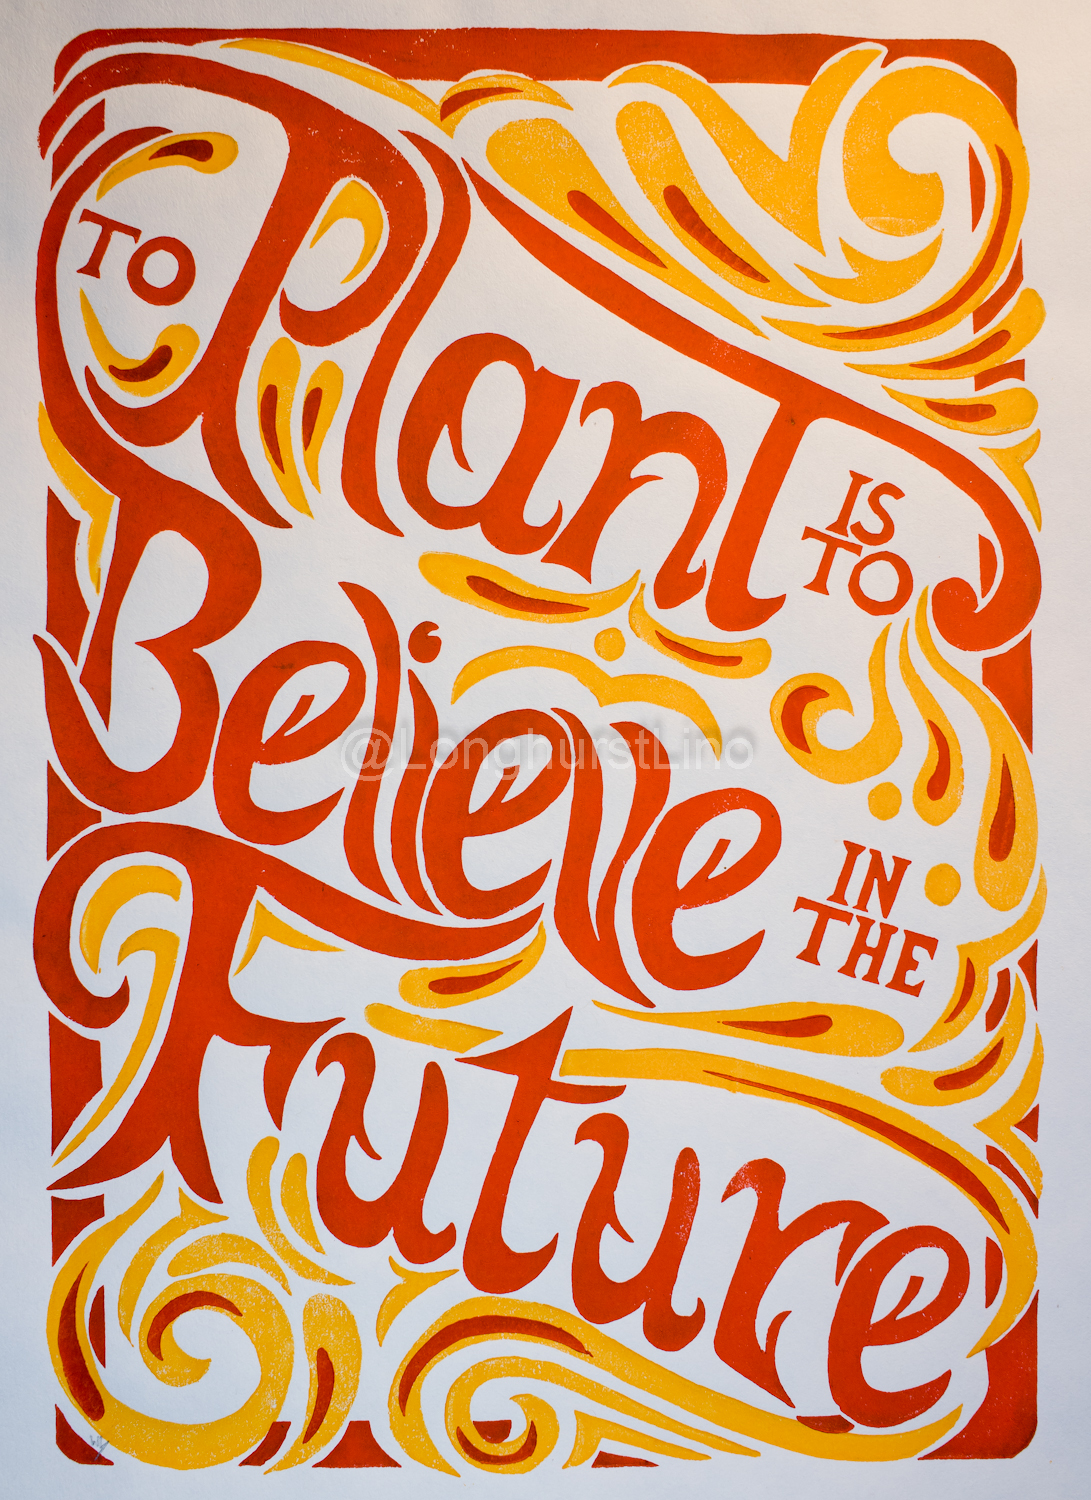 TO
Plant
IS
TO
Believe
@LonghurstLino
IN
THE
Future